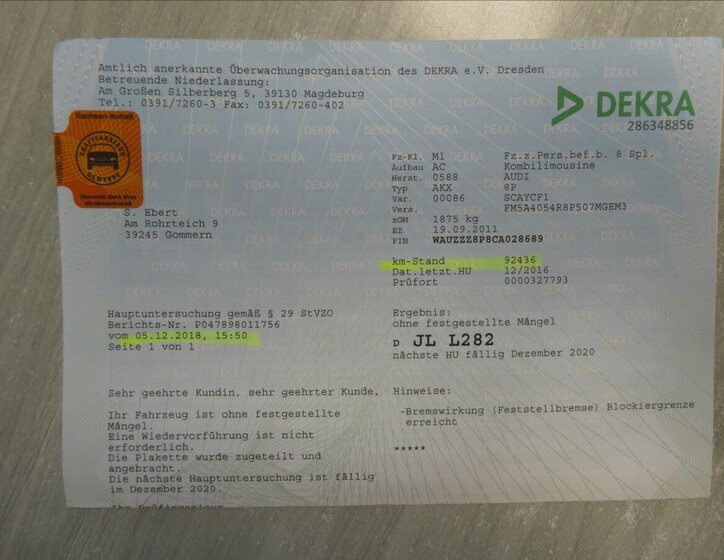 Amtlich anerkannte Überwachungsorganisation des DEKRA e.V. Dresden
Betreuende Niederlassung:
Am Großen Silberberg 5, 39130 Magdeburg
Tel.: 0391/7260-3 Fax: 0391/7260-402
DEKRA
286348856
Sachsen-Anhalt
KRAFTFAHRZEUG
GEWERBE
S. Ebert
Am Rohrteich 9
39245 Gommern
Fz-Kl. M1 Fz.z.Pers.bef.b. 8 Spl.
Aufbau AC Kombilimousine
Herst. 0588 AUDI
Typ AKX 8P
Var. 00086 SCAYCF1
Vers. FM5A4054R8P507MGEM3
zGM 1875 kg
EZ 19.09.2011
FIN WAUZZZ8P8CA028689
km-Stand 92436
Dat.letzt.HU 12/2016
Prüfort 0000327793
Hauptuntersuchung gemäß § 29 StVZO
Berichts-Nr. P047898011756
vom 05.12.2018, 15:50
Seite 1 von 1
Ergebnis:
ohne festgestellte Mängel
D JL L282
nächste HU fällig Dezember 2020
Sehr geehrte Kundin, sehr geehrter Kunde,
Ihr Fahrzeug ist ohne festgestellte
Mängel.
Eine Wiedervorführung ist nicht
erforderlich.
Die Plakette wurde zugeteilt und
angebracht.
Die nächste Hauptuntersuchung ist fällig
im Dezember 2020.
Hinweise:
-Bremswirkung (Feststellbremse) Blockiergrenze
erreicht
*****
Ihr Prüfingenieur